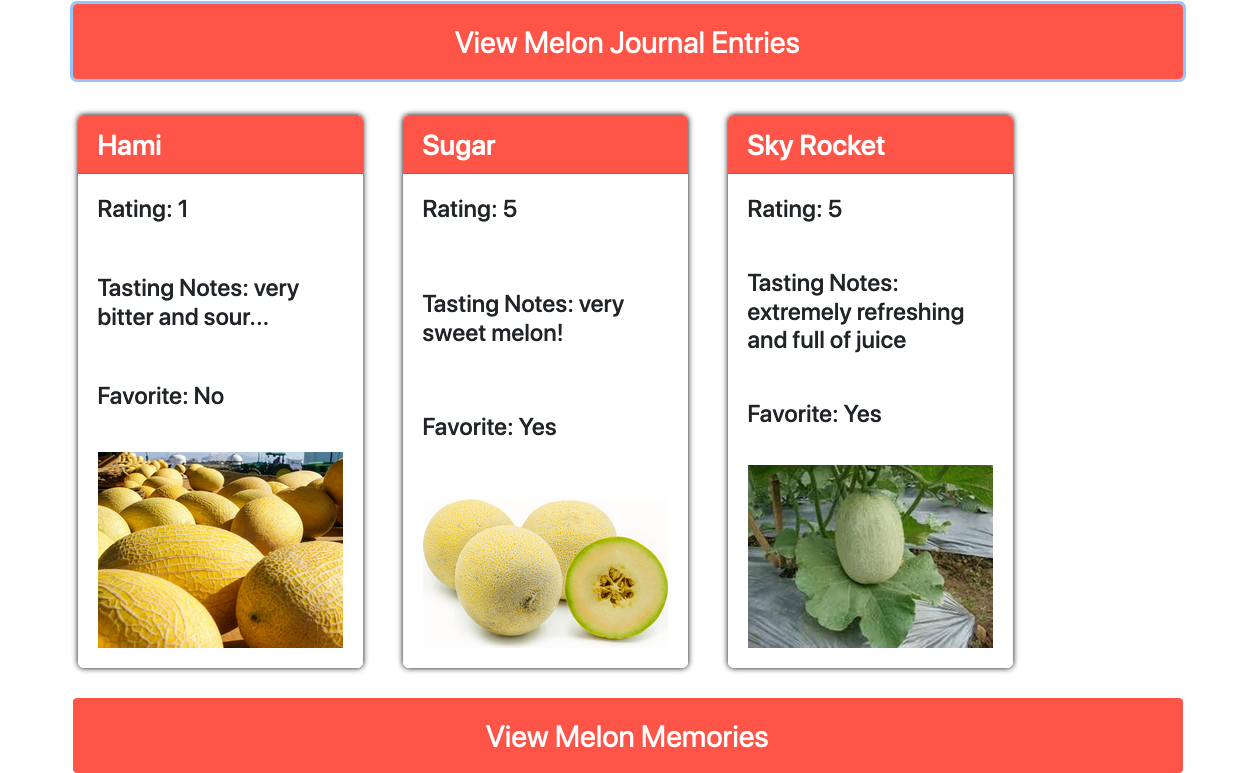 View Melon Journal Entries
Hami
Rating: 1
Tasting Notes: very
bitter and sour...
Favorite: No
Sugar
Rating: 5
Tasting Notes: very
sweet melon!
Favorite: Yes
Sky Rocket
Rating: 5
Tasting Notes:
extremely refreshing
and full of juice
Favorite: Yes
View Melon Memories